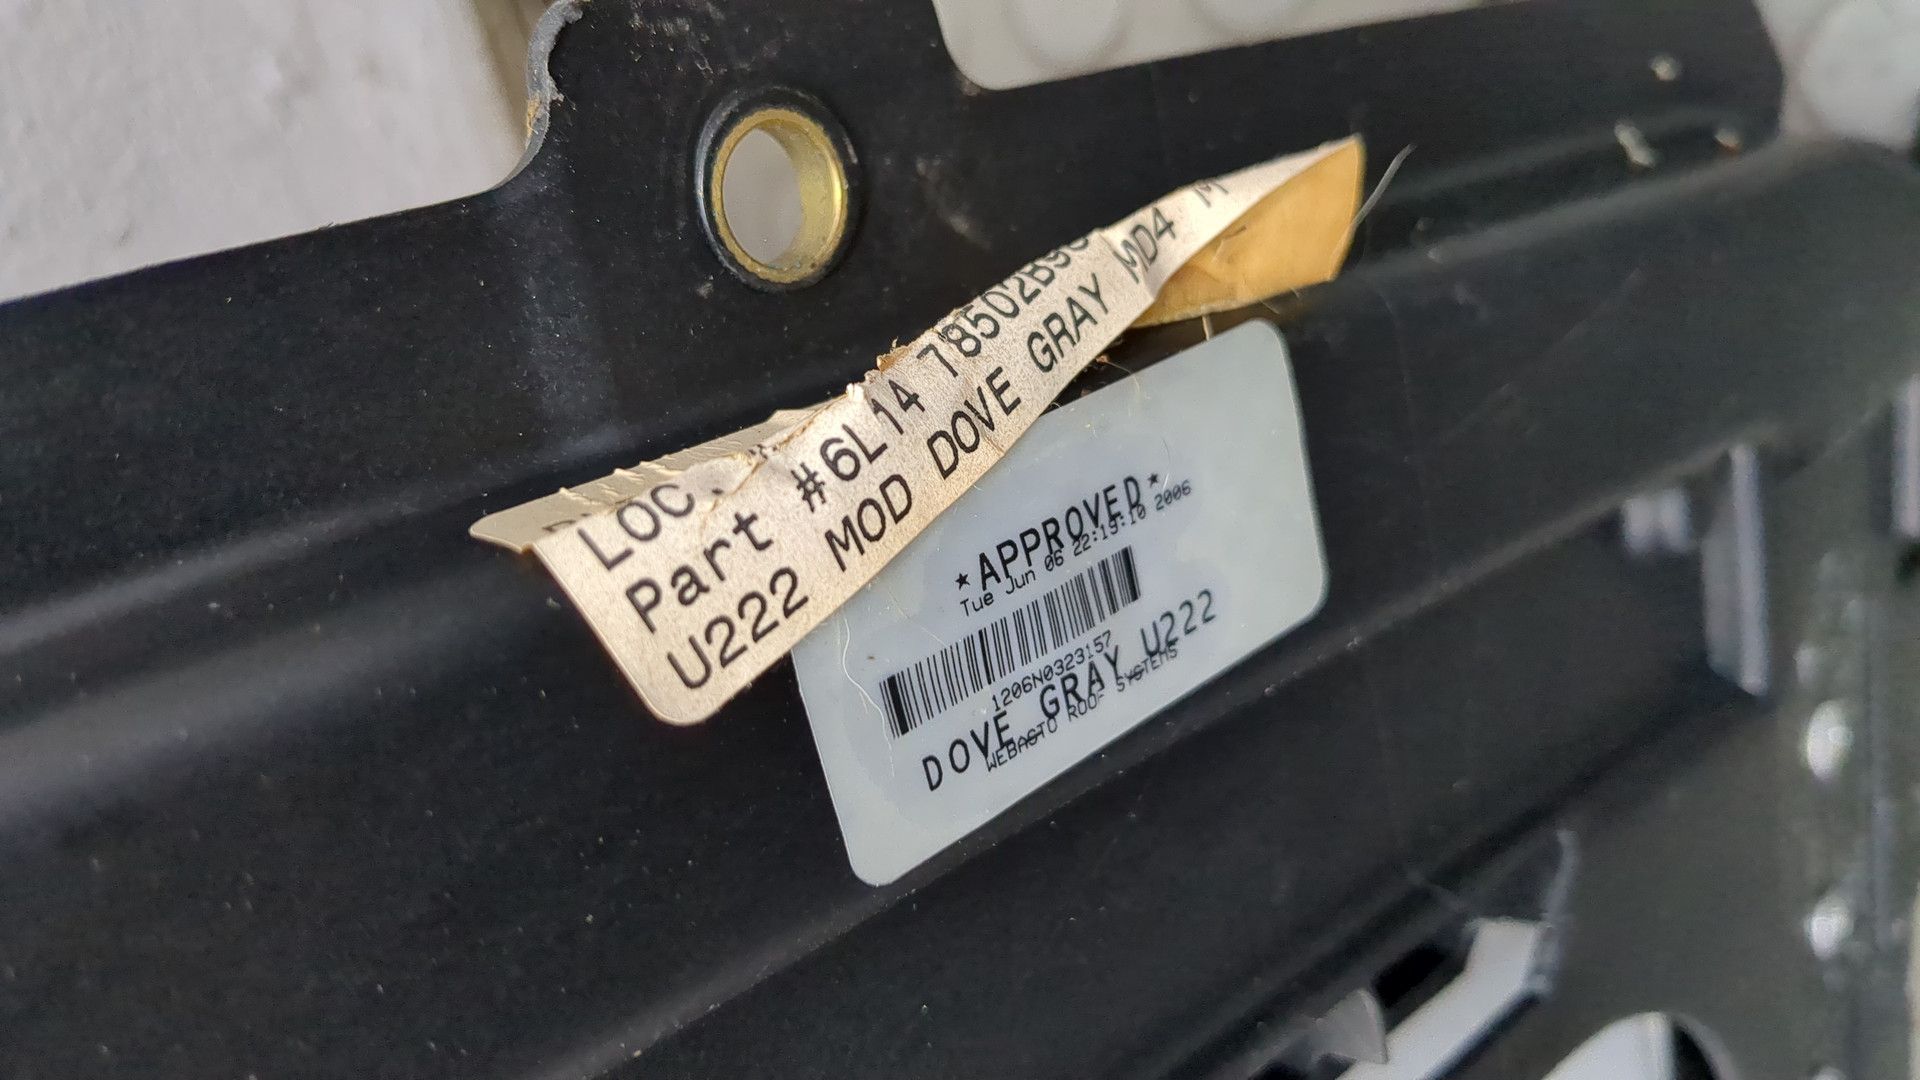 LOC.
Part #6L14 78502B9
U222 MOD DOVE GRAY MD4 M
*APPROVED*
Tue Jun 06 22:19:10 2006
1206N0323157
DOVE GRAY U222
WEBASTO ROOF SYSTEMS